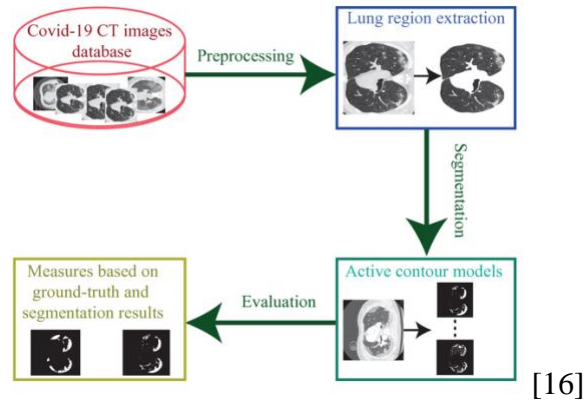 Covid-19 CT images
database
Preprocessing
Lung region extraction
Segmentation
Active contour models
Evaluation
Measures based on
ground-truth and
segmentation results
[16]